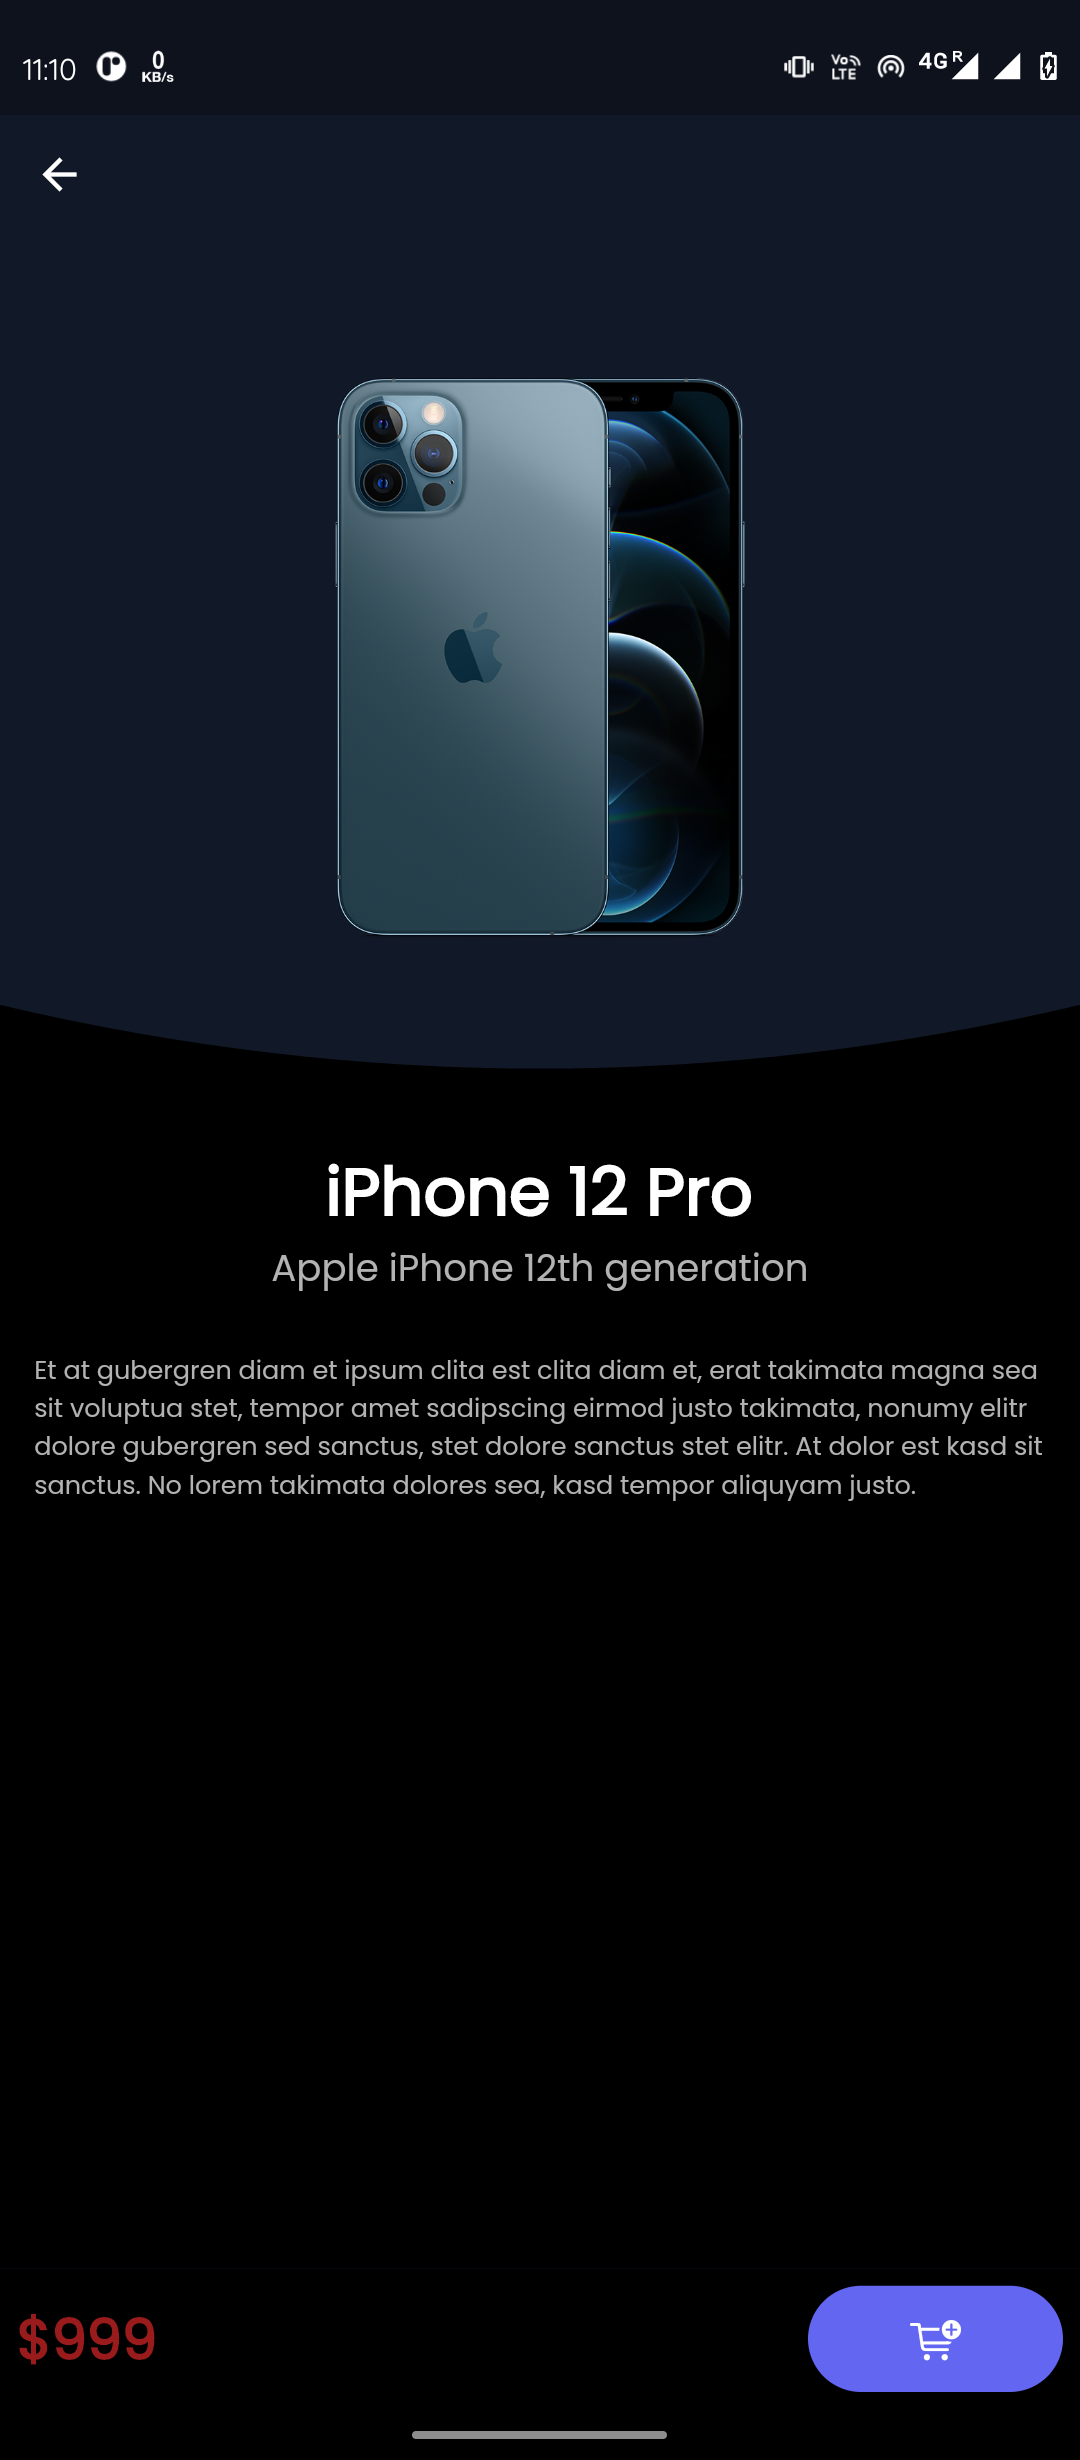 11:10 0 KB/s Vo LTE 4G R
iPhone 12 Pro
Apple iPhone 12th generation
Et at gubergren diam et ipsum clita est clita diam et, erat takimata magna sea
sit voluptua stet, tempor amet sadipscing eirmod justo takimata, nonumy elitr
dolore gubergren sed sanctus, stet dolore sanctus stet elitr. At dolor est kasd sit
sanctus. No lorem takimata dolores sea, kasd tempor aliquyam justo.
$999